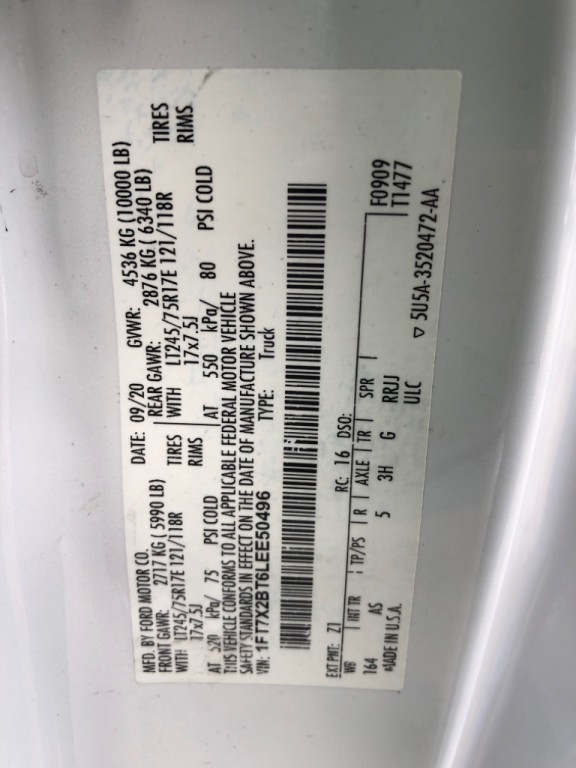 MFD. BY FORD MOTOR CO. DATE: 09/20 GVWR: 4536 KG (10000 LB)
FRONT GAWR: 2717 KG ( 5990 LB) REAR GAWR: 2876 KG ( 6340 LB)
WITH LT245/75R17E 121/118R TIRES WITH LT245/75R17E 121/118R TIRES
17x7.5J RIMS 17x7.5J RIMS
AT 520 kPa/ 75 PSI COLD AT 550 kPa/ 80 PSI COLD
THIS VEHICLE CONFORMS TO ALL APPLICABLE FEDERAL MOTOR VEHICLE
SAFETY STANDARDS IN EFFECT ON THE DATE OF MANUFACTURE SHOWN ABOVE.
VIN: 1FT7X2BT6LEE50496 TYPE: Truck
F0909
T1477
EXT PNT: Z1 RC: 16 DSO:
WB INT TR TP/PS R AXLE TR SPR
164 AS 5 3H G RRJJ
ULC
MADE IN U.S.A. 5U5A-3520472-AA